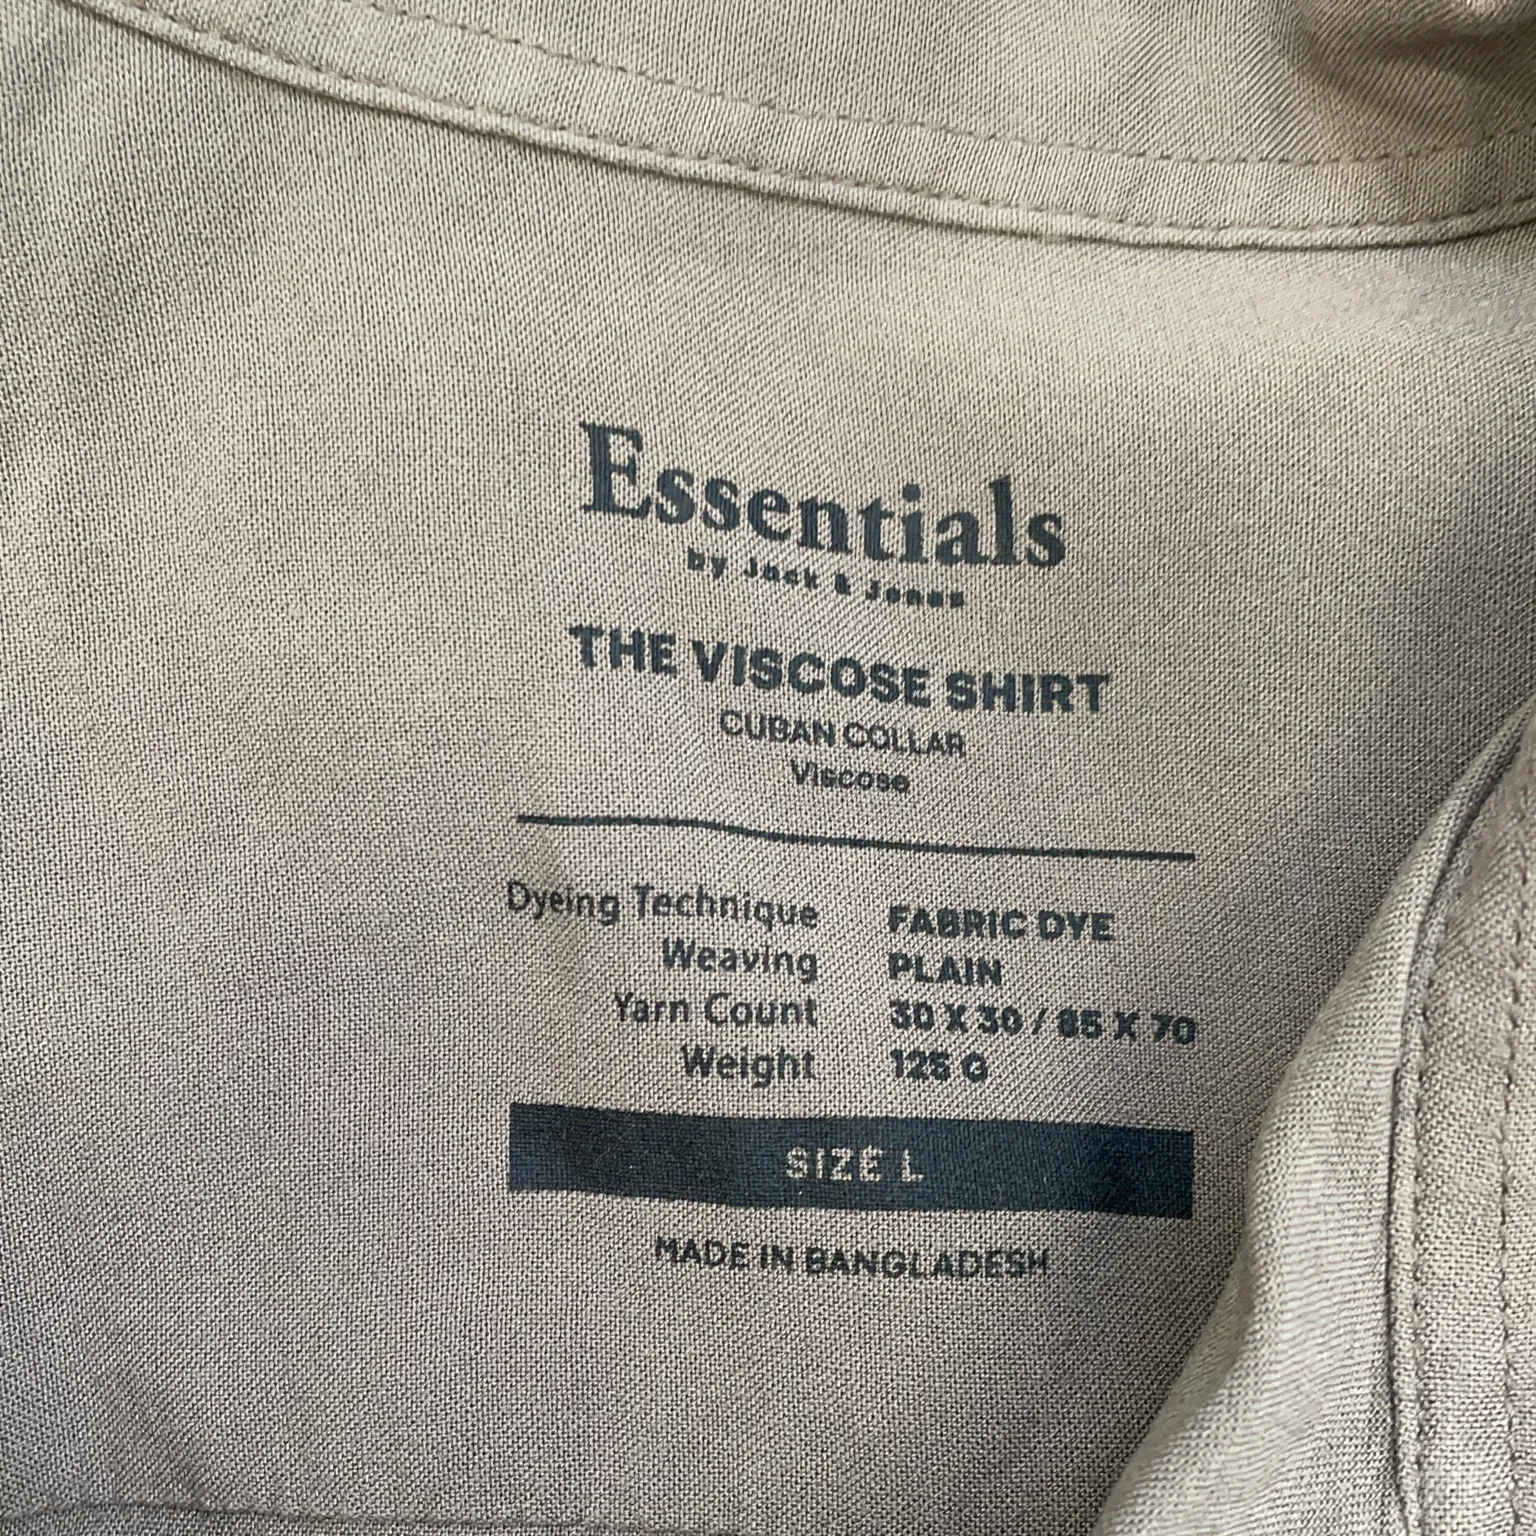 Essentials
by Jack & Jones
THE VISCOSE SHIRT
CUBAN COLLAR
Viscose
Dyeing Technique FABRIC DYE
Weaving PLAIN
Yarn Count 30 X 30 / 65 X 70
Weight 125 G
SIZE L
MADE IN BANGLADESH